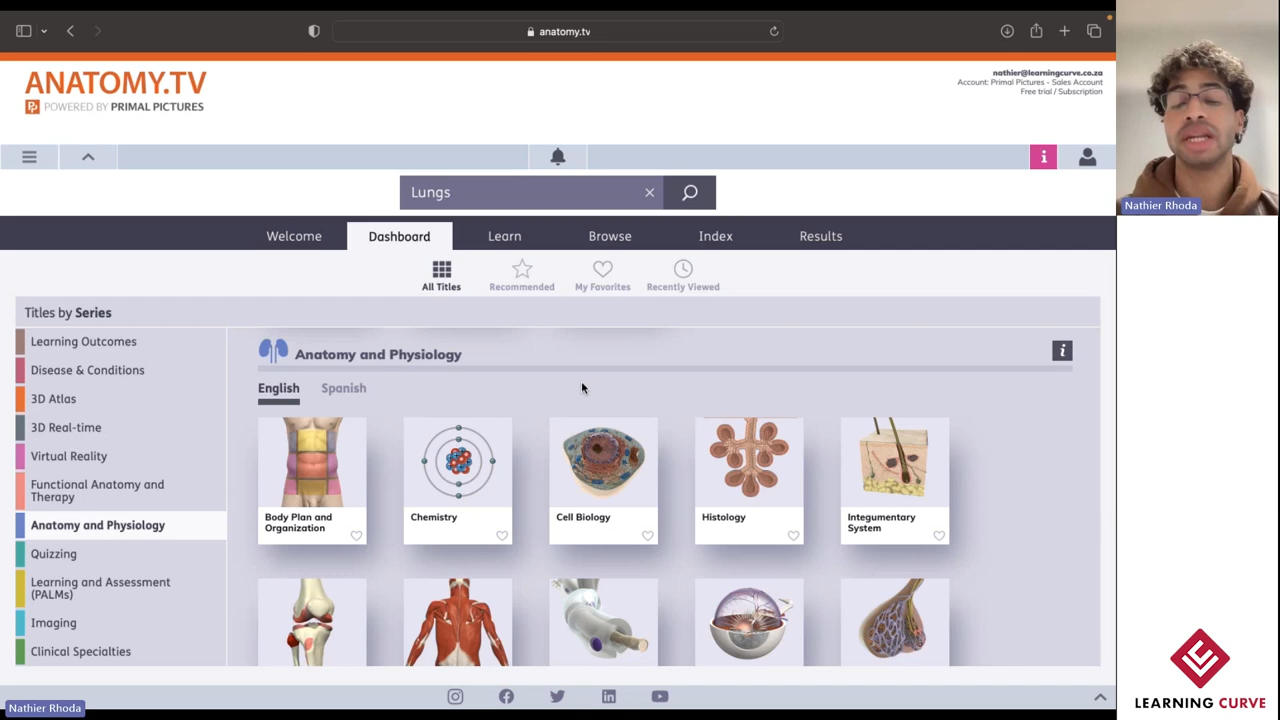 anatomy.tv
ANATOMY.TV
POWERED BY PRIMAL PICTURES
nathier@learningcurve.co.za
Account: Primal Pictures - Sales Account
Free trial / Subscription
Nathier Rhoda
Lungs
Welcome
Dashboard
Learn
Browse
Index
Results
All Titles
Recommended
My Favorites
Recently Viewed
Titles by Series
Learning Outcomes
Disease & Conditions
3D Atlas
3D Real-time
Virtual Reality
Functional Anatomy and
Therapy
Anatomy and Physiology
Quizzing
Learning and Assessment
(PALMs)
Imaging
Clinical Specialties
Anatomy and Physiology
English
Spanish
Body Plan and
Organization
Chemistry
Cell Biology
Histology
Integumentary
System
LEARNING CURVE
Nathier Rhoda